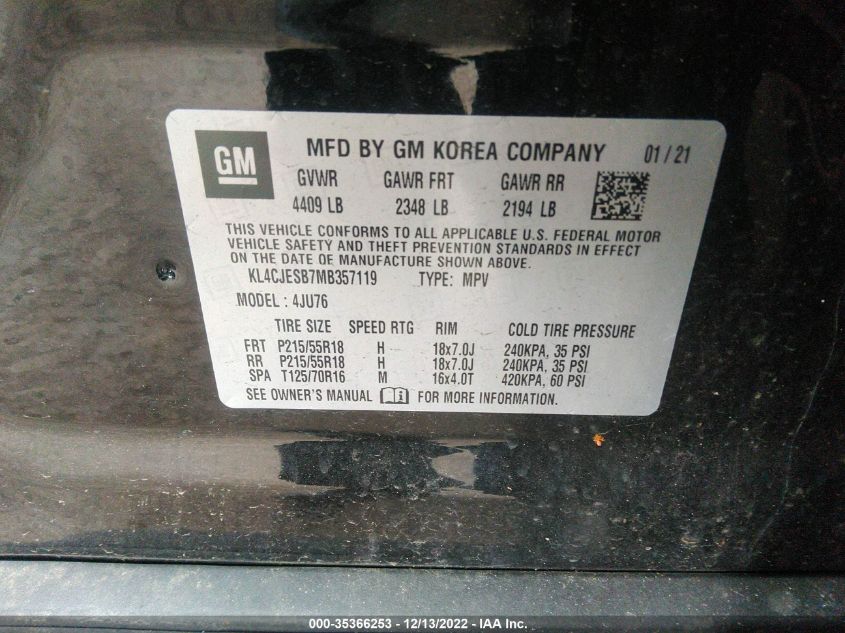 GM MFD BY GM KOREA COMPANY 01/21
GVWR GAWR FRT GAWR RR
4409 LB 2348 LB 2194 LB
THIS VEHICLE CONFORMS TO ALL APPLICABLE U.S. FEDERAL MOTOR
VEHICLE SAFETY AND THEFT PREVENTION STANDARDS IN EFFECT
ON THE DATE OF MANUFACTURE SHOWN ABOVE.
KL4CJESB7MB357119 TYPE: MPV
MODEL : 4JU76
TIRE SIZE SPEED RTG RIM COLD TIRE PRESSURE
FRT P215/55R18 H 18x7.0J 240KPA, 35 PSI
RR P215/55R18 H 18x7.0J 240KPA, 35 PSI
SPA T125/70R16 M 16x4.0T 420KPA, 60 PSI
SEE OWNER'S MANUAL FOR MORE INFORMATION.
000-35366253 - 12/13/2022 - IAA Inc.